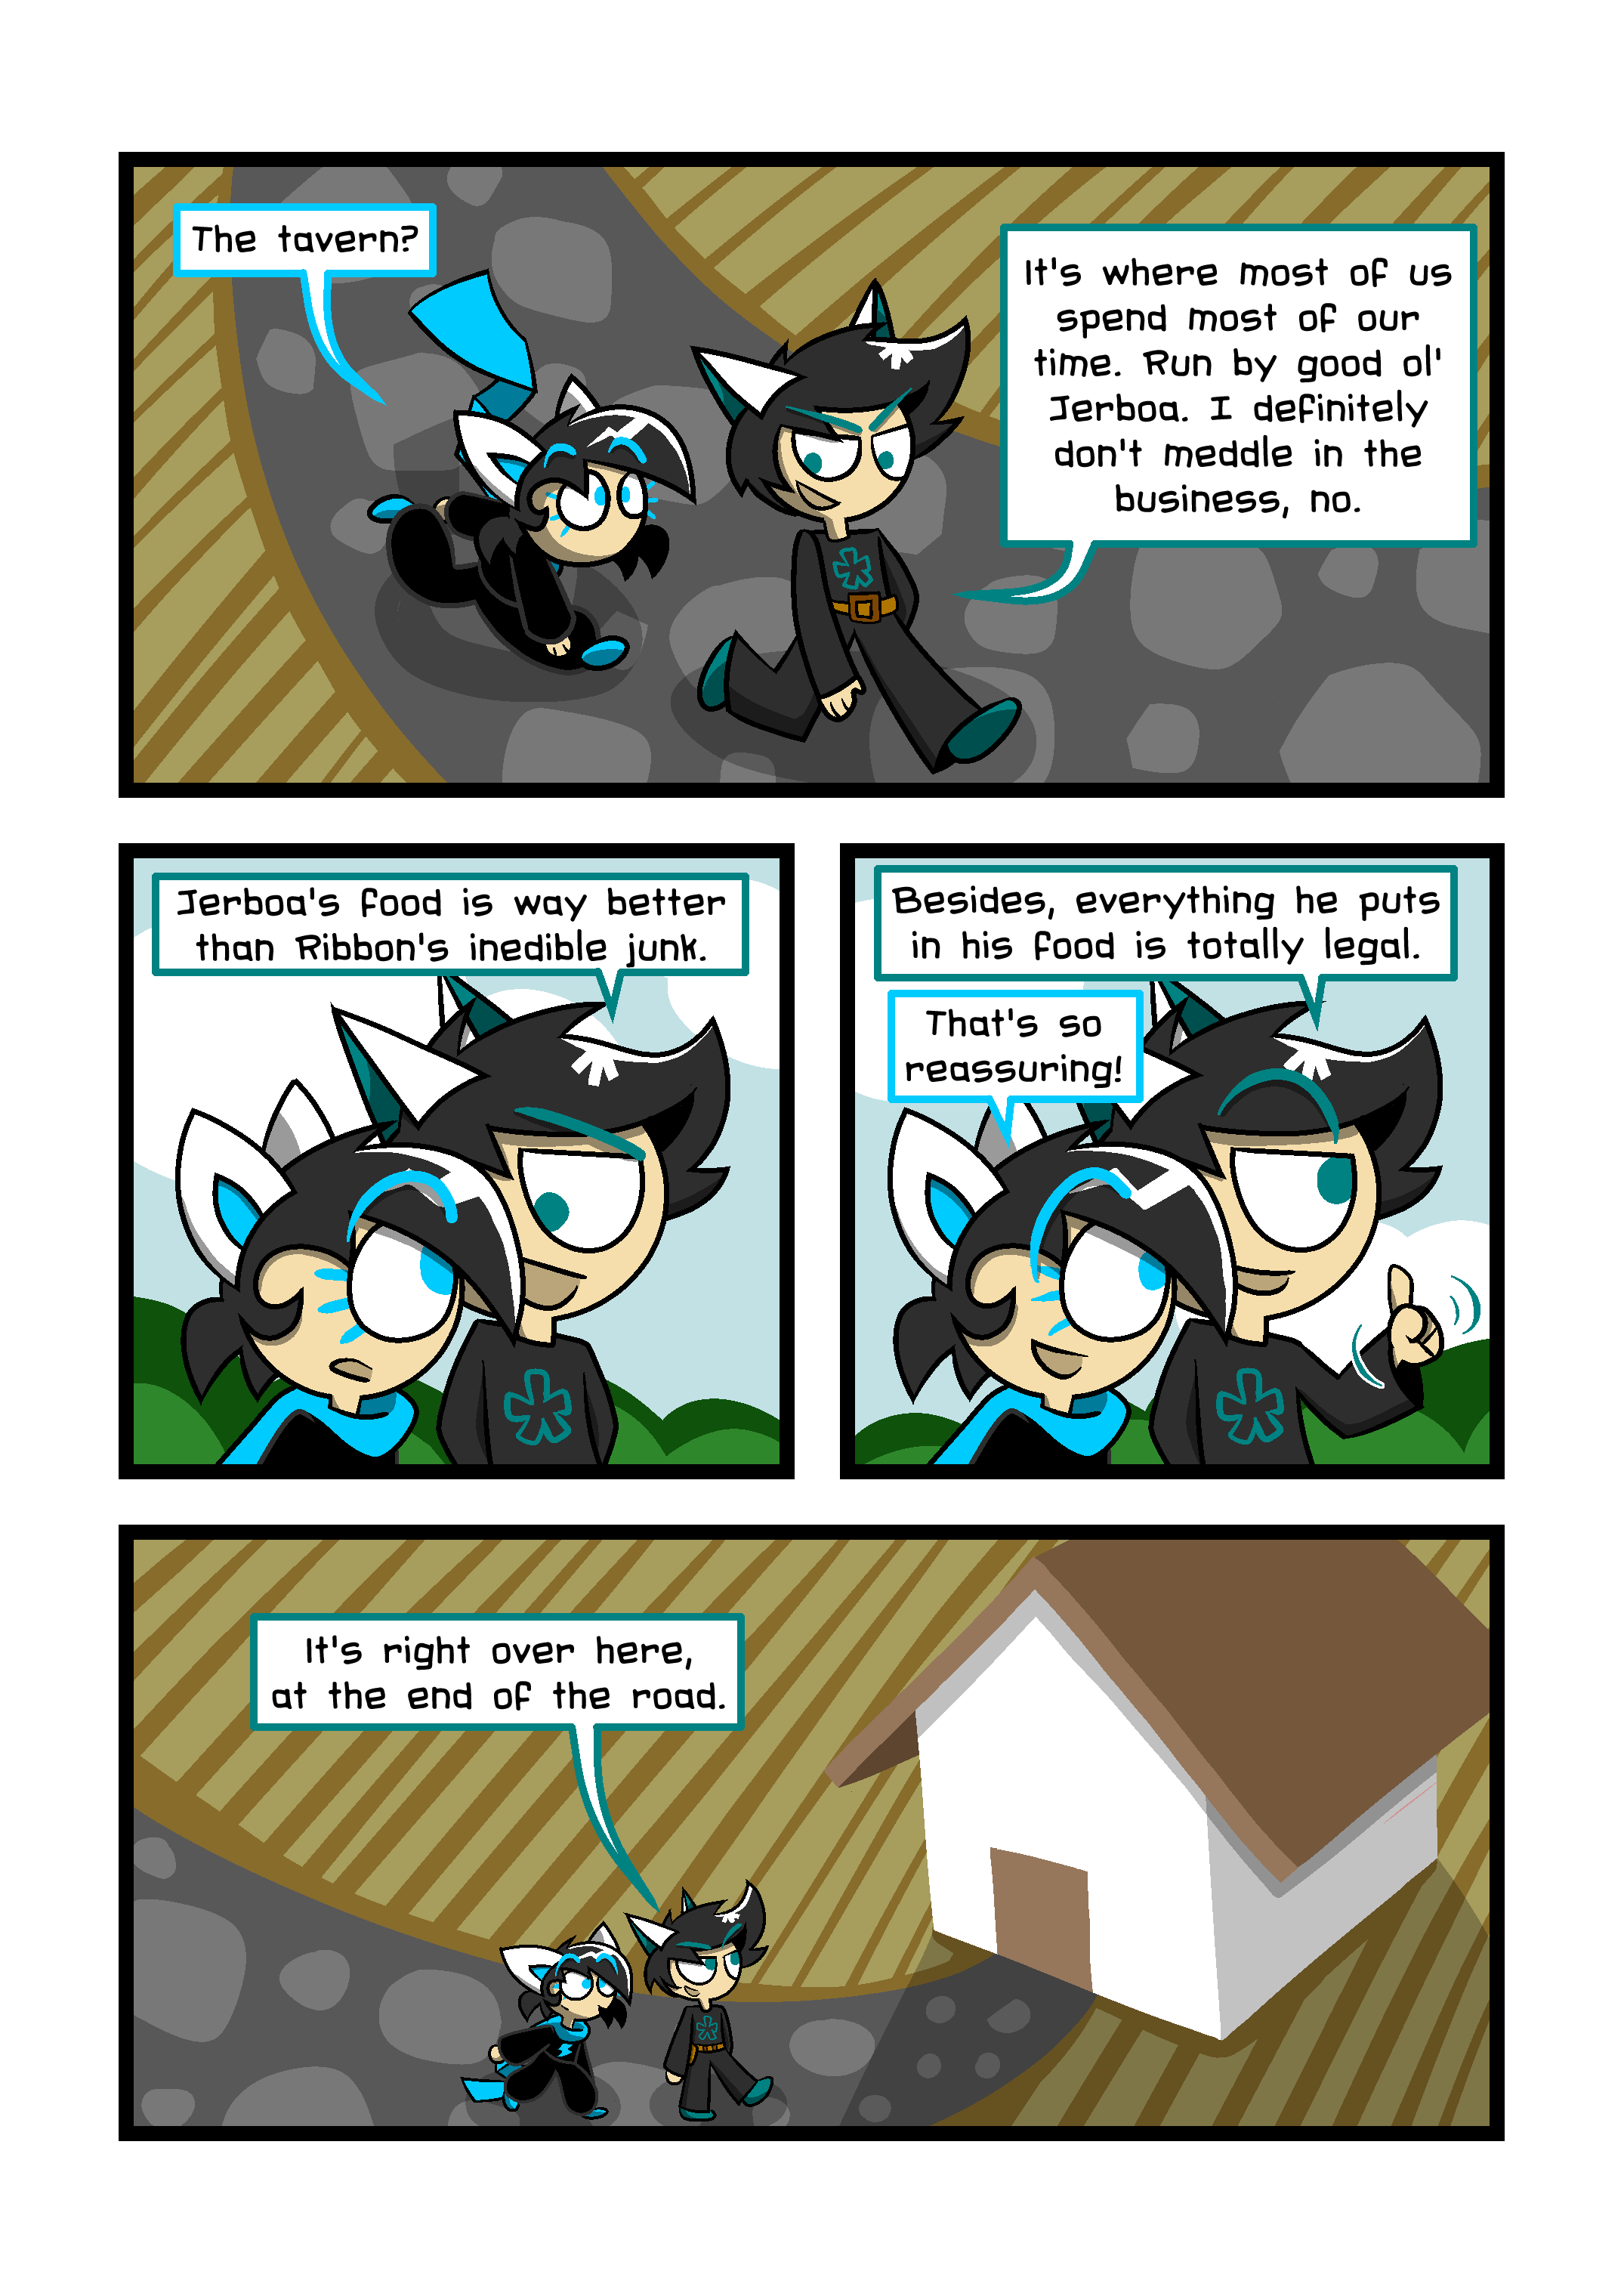 The tavern?
It's where most of us
spend most of our
time. Run by good ol'
Jerboa. I definitely
don't meddle in the
business, no.
Jerboa's food is way better
than Ribbon's inedible junk.
Besides, everything he puts
in his food is totally legal.
That's so
reassuring!
It's right over here,
at the end of the road.